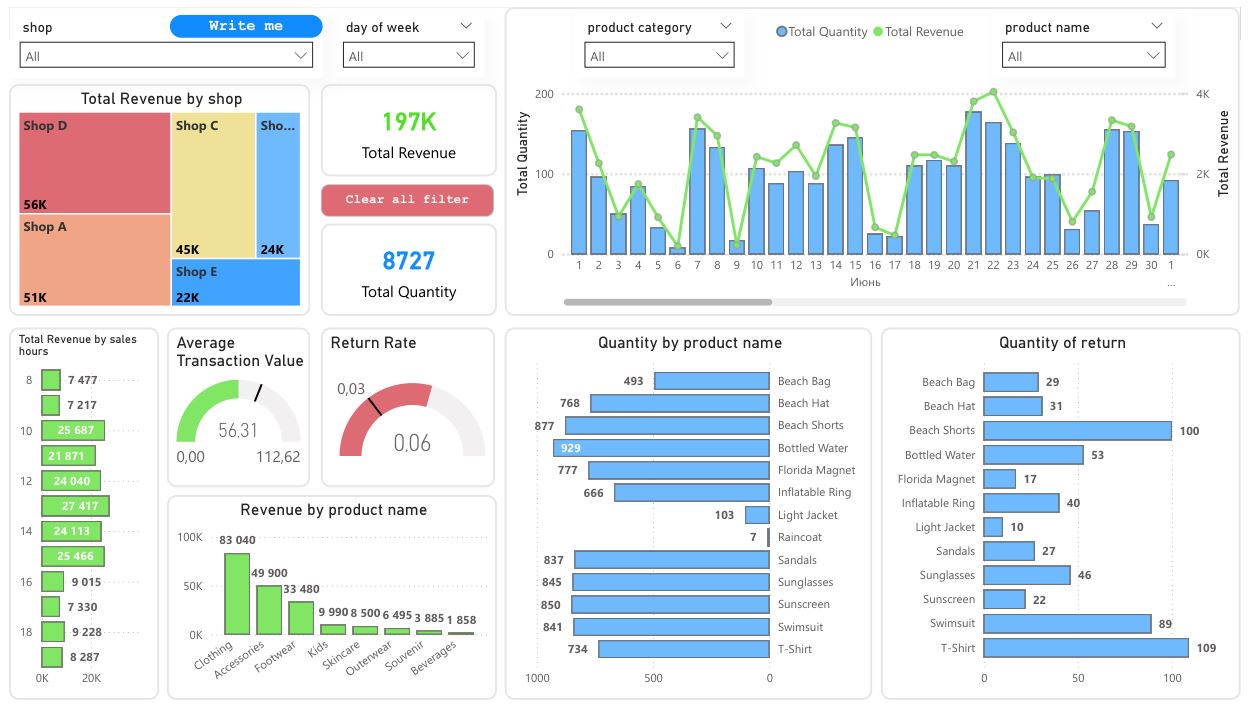 shop
Write me
day of week
product category
Total Quantity
Total Revenue
product name
All
All
All
All
Total Revenue by shop
Shop D
56K
Shop A
51K
Shop C
45K
Sho...
24K
Shop E
22K
197K
Total Revenue
Clear all filter
8727
Total Quantity
Total Quantity
200
100
0
4K
2K
0K
Total Revenue
1 2 3 4 5 6 7 8 9 10 11 12 13 14 15 16 17 18 19 20 21 22 23 24 25 26 27 28 29 30 1
Июнь
...
Total Revenue by sales
hours
8
7 477
7 217
10
25 687
21 871
12
24 040
27 417
14
24 113
25 466
16
9 015
7 330
18
9 228
8 287
0K 20K
Average
Transaction Value
56,31
0,00
112,62
Return Rate
0,03
0,06
Revenue by product name
100K
50K
0K
83 040
49 900
33 480
9 990
8 500
6 495
3 885
1 858
Clothing
Accessories
Footwear
Kids
Skincare
Outerwear
Souvenir
Beverages
Quantity by product name
493 Beach Bag
768 Beach Hat
877 Beach Shorts
929 Bottled Water
777 Florida Magnet
666 Inflatable Ring
103 Light Jacket
7 Raincoat
837 Sandals
845 Sunglasses
850 Sunscreen
841 Swimsuit
734 T-Shirt
1000 500 0
Quantity of return
Beach Bag 29
Beach Hat 31
Beach Shorts 100
Bottled Water 53
Florida Magnet 17
Inflatable Ring 40
Light Jacket 10
Sandals 27
Sunglasses 46
Sunscreen 22
Swimsuit 89
T-Shirt 109
0 50 100